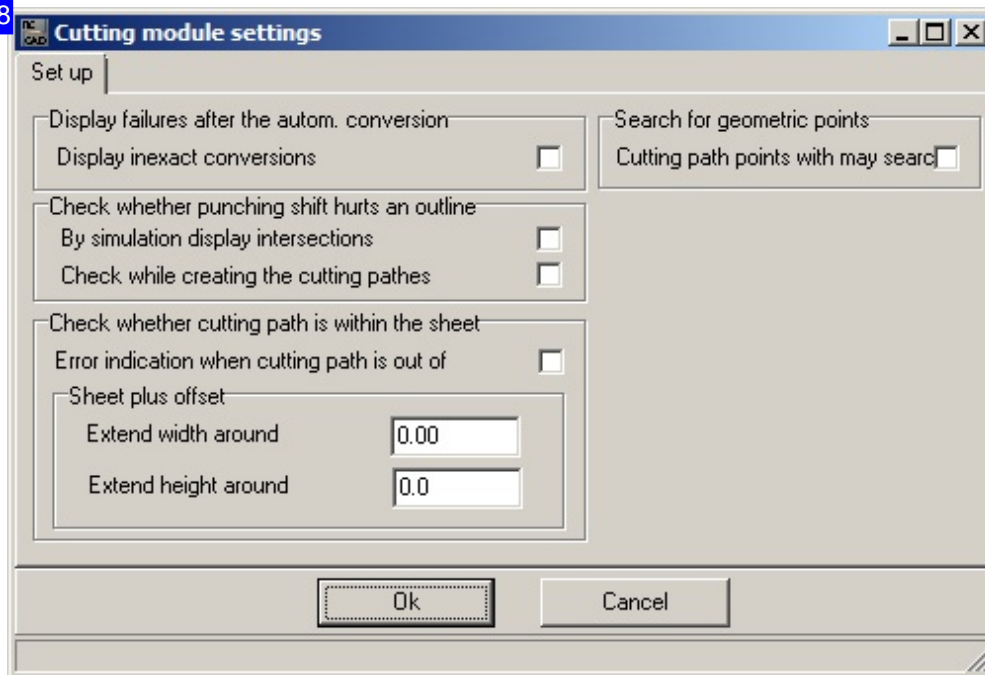 8
nc
CAD
Cutting module settings
Set up
Display failures after the autom. conversion
Display inexact conversions
Check whether punching shift hurts an outline
By simulation display intersections
Check while creating the cutting pathes
Check whether cutting path is within the sheet
Error indication when cutting path is out of
Sheet plus offset
Extend width around
0.00
Extend height around
0.0
Search for geometric points
Cutting path points with may searc
Ok
Cancel